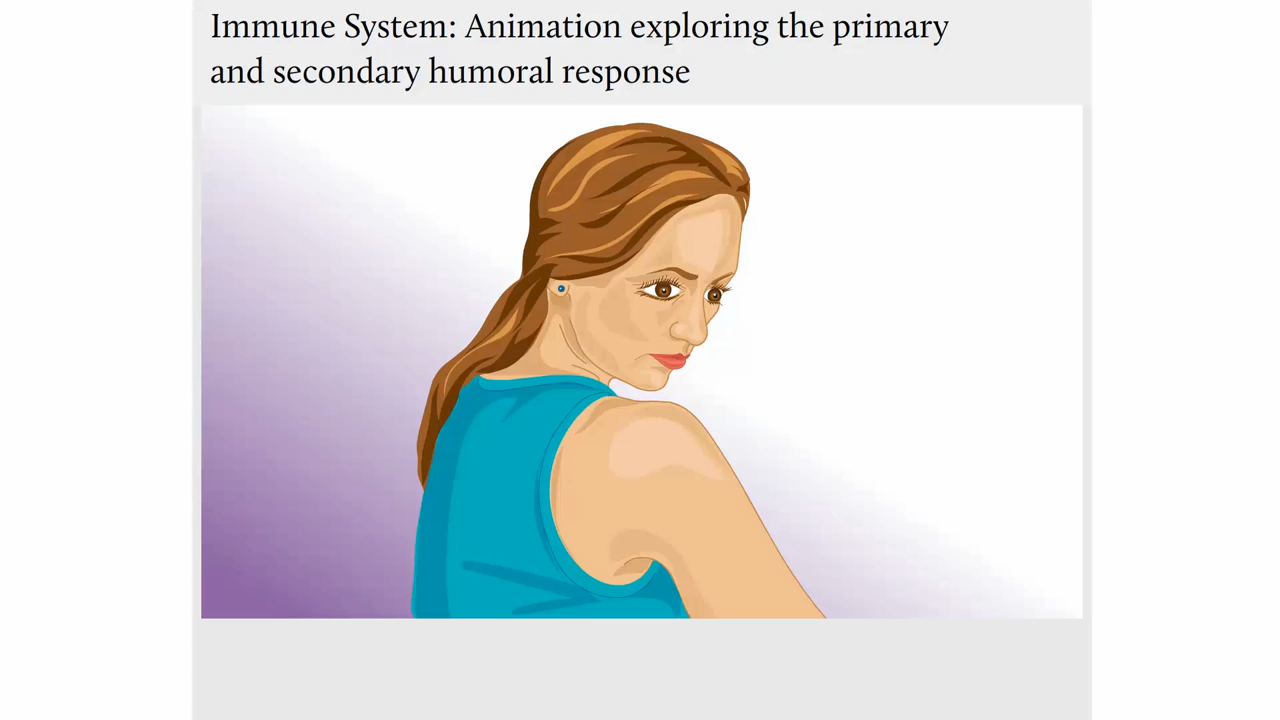 Immune System: Animation exploring the primary
and secondary humoral response